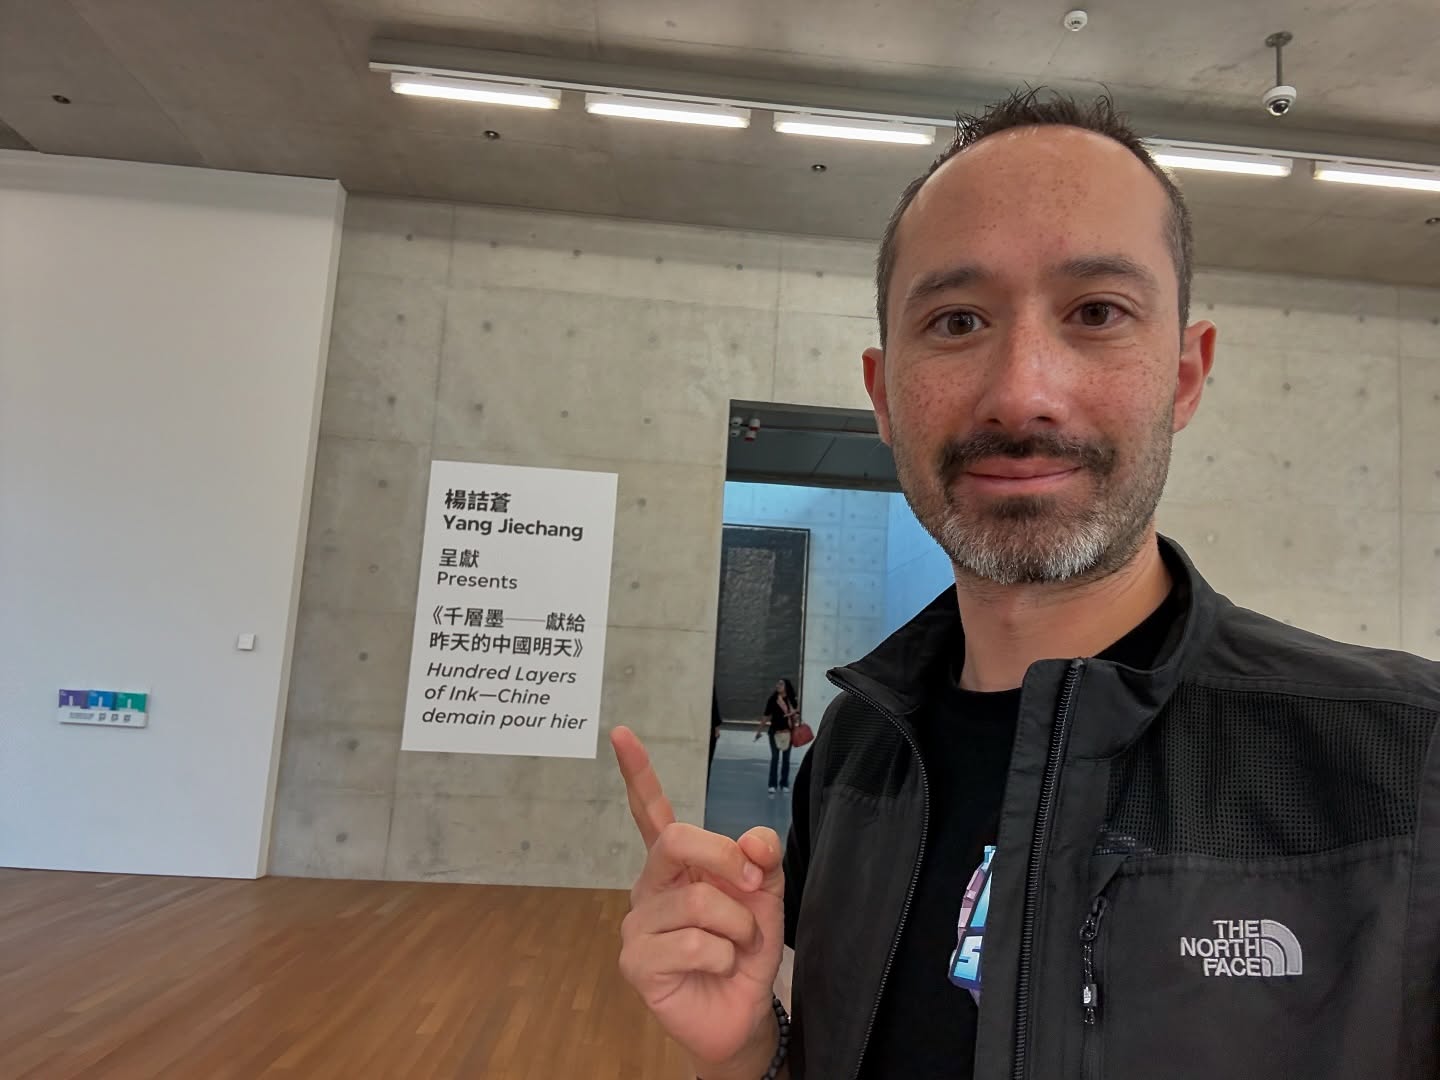 楊詰蒼
Yang Jiechang
呈獻
Presents
《千層墨——獻給
昨天的中國明天》
Hundred Layers
of Ink—Chine
demain pour hier
THE
NORTH
FACE